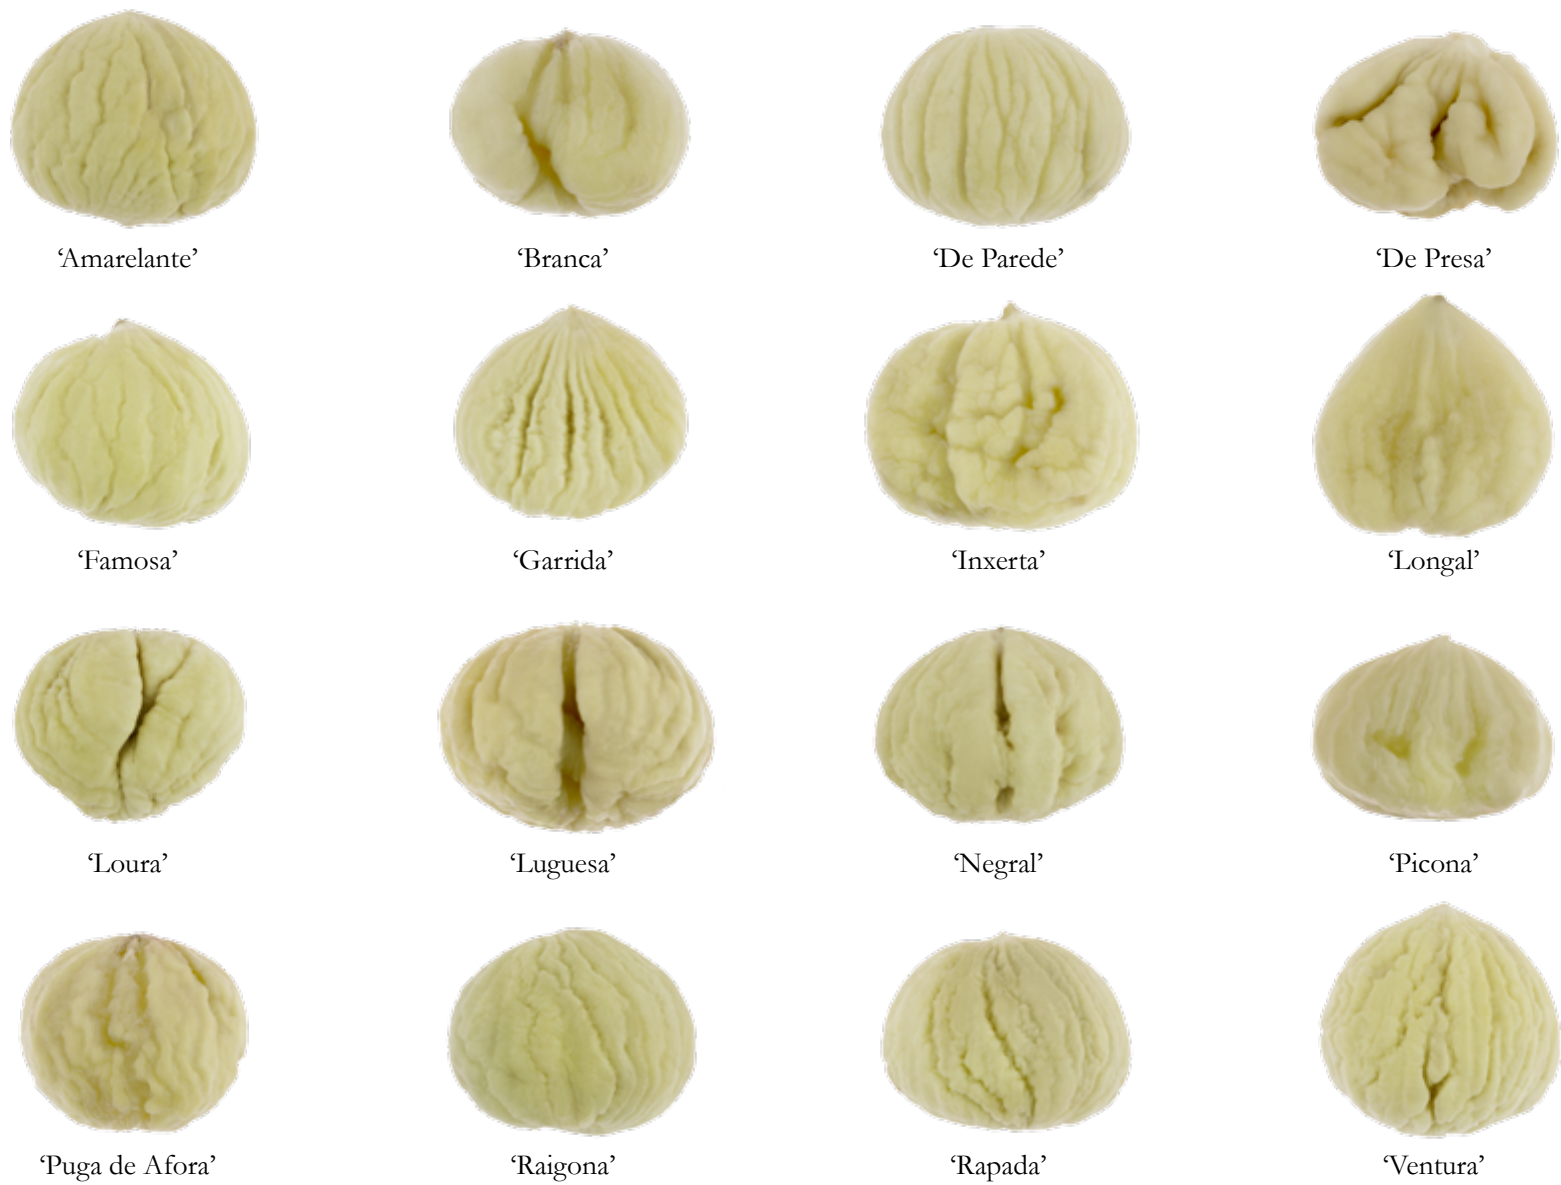 ‘Amarelante’
‘Branca’
‘De Parede’
‘De Presa’
‘Famosa’
‘Garrida’
‘Inxerta’
‘Longal’
‘Loura’
‘Luguesa’
‘Negral’
‘Picona’
‘Puga de Afora’
‘Raigona’
‘Rapada’
‘Ventura’